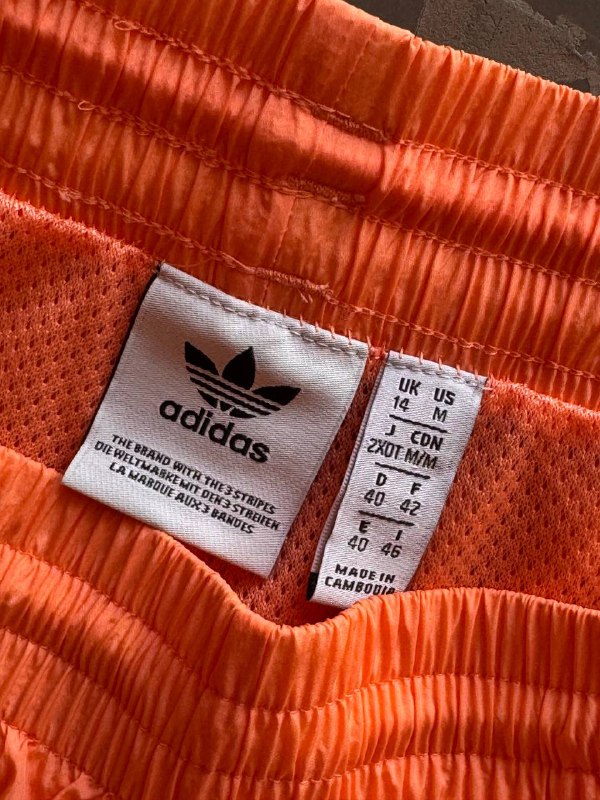 adidas
THE BRAND WITH THE 3 STRIPES
DIE WELTMARKE MIT DEN 3 STREIFEN
LA MARQUE AUX 3 BANDES
UK US
14 M
J CDN
2XOT M/M
D F
40 42
E I
40 46
MADE IN
CAMBODIA